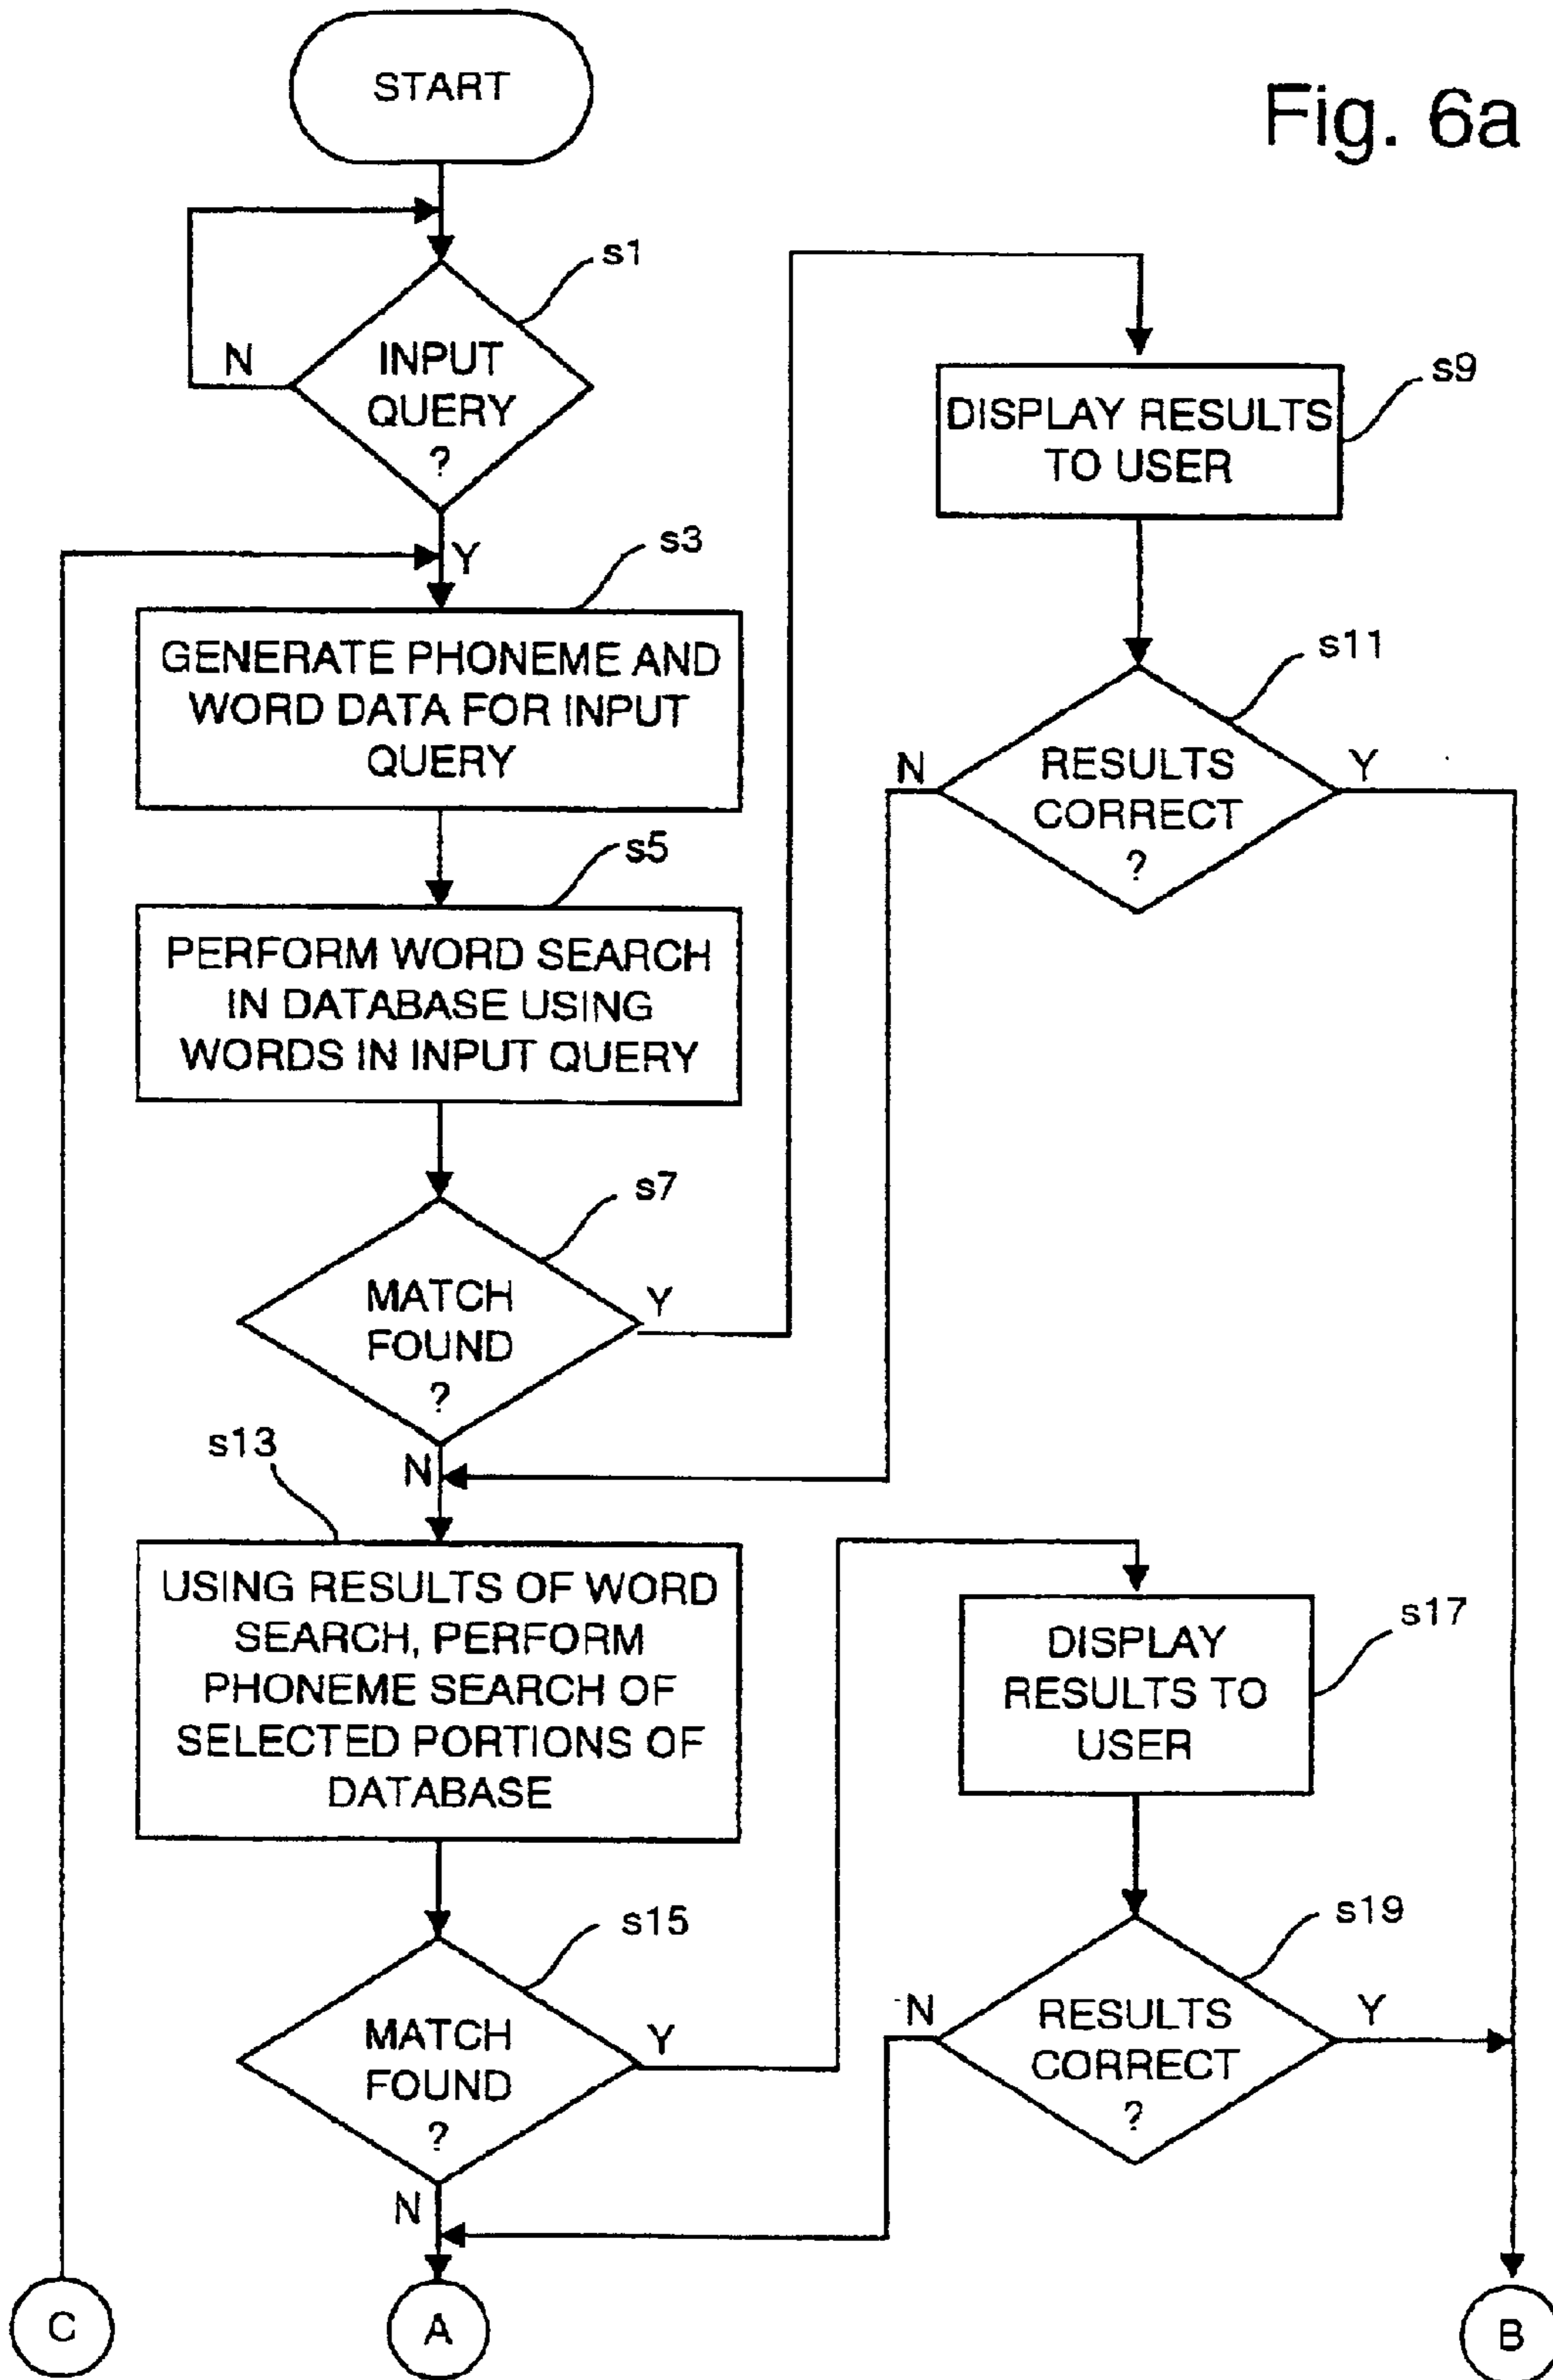 Fig. 6a
START
s1
N
INPUT
QUERY
?
Y
s3
GENERATE PHONEME AND
WORD DATA FOR INPUT
QUERY
s5
PERFORM WORD SEARCH
IN DATABASE USING
WORDS IN INPUT QUERY
s7
MATCH
FOUND
?
Y
N
s9
DISPLAY RESULTS
TO USER
s11
N
RESULTS
CORRECT
?
Y
s13
USING RESULTS OF WORD
SEARCH, PERFORM
PHONEME SEARCH OF
SELECTED PORTIONS OF
DATABASE
s15
MATCH
FOUND
?
Y
N
s17
DISPLAY
RESULTS TO
USER
s19
N
RESULTS
CORRECT
?
Y
C
A
B